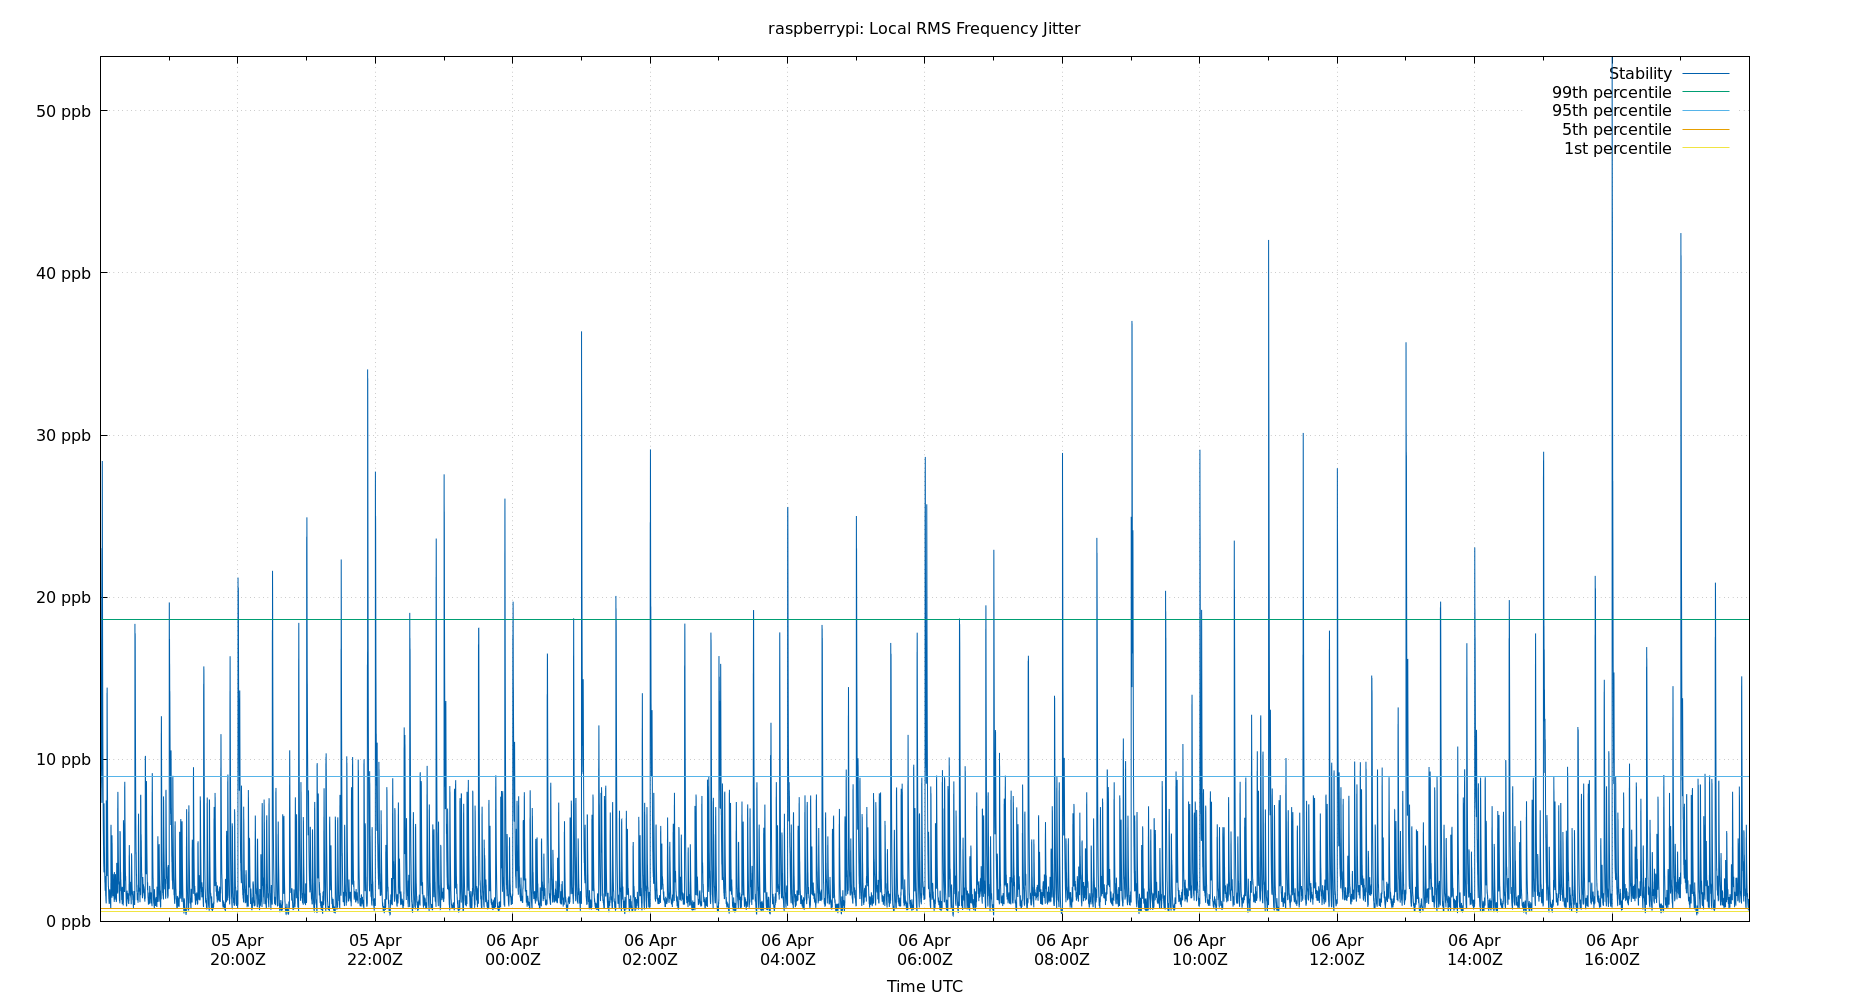 raspberrypi: Local RMS Frequency Jitter
Stability
99th percentile
95th percentile
5th percentile
1st percentile
50 ppb
40 ppb
30 ppb
20 ppb
10 ppb
0 ppb
05 Apr 05 Apr 06 Apr 06 Apr 06 Apr 06 Apr 06 Apr 06 Apr 06 Apr 06 Apr 06 Apr
20:00Z 22:00Z 00:00Z 02:00Z 04:00Z 06:00Z 08:00Z 10:00Z 12:00Z 14:00Z 16:00Z
Time UTC